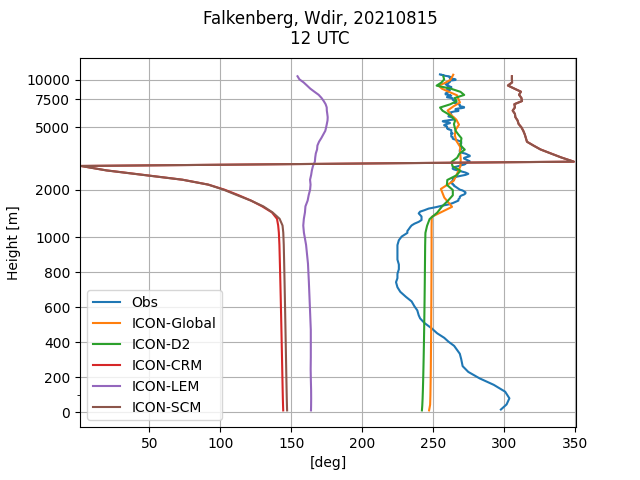 Falkenberg, Wdir, 20210815
12 UTC
Height [m]
10000
7500
5000
2000
1000
800
600
400
200
0
Obs
ICON-Global
ICON-D2
ICON-CRM
ICON-LEM
ICON-SCM
50 100 150 200 250 300 350
[deg]